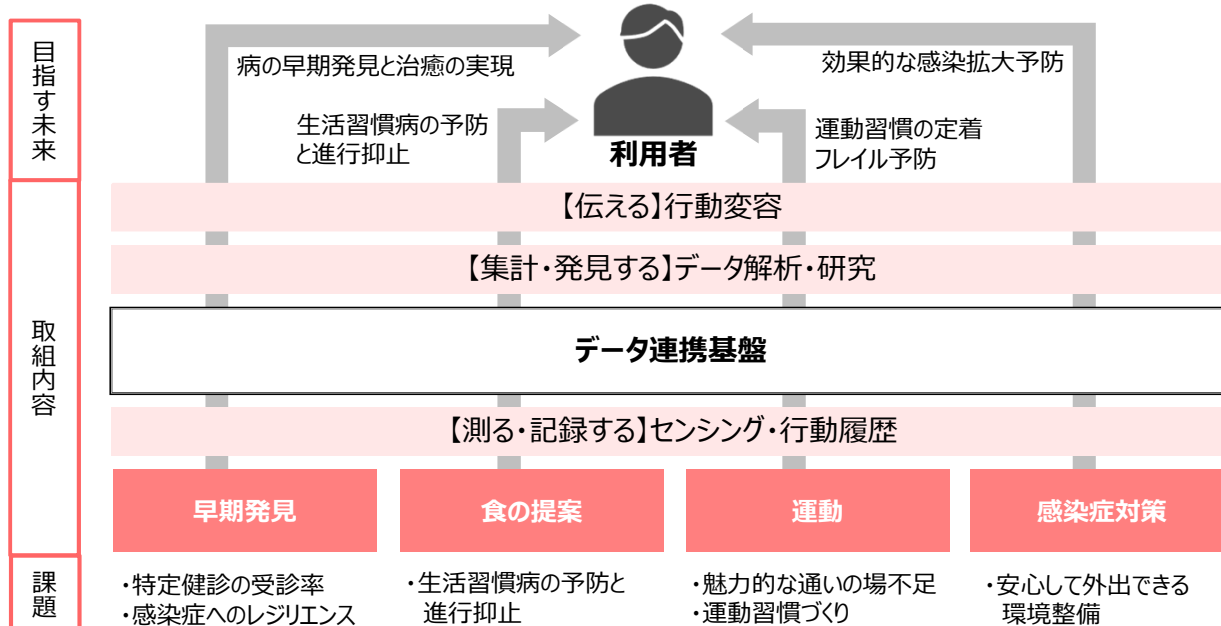 目指す未来
病の早期発見と治癒の実現
効果的な感染拡大予防
生活習慣病の予防
と進行抑止
運動習慣の定着
フレイル予防
利用者
取組内容
【伝える】行動変容
【集計・発見する】データ解析・研究
データ連携基盤
【測る・記録する】センシング・行動履歴
早期発見
食の提案
運動
感染症対策
課題
・特定健診の受診率
・感染症へのレジリエンス
・生活習慣病の予防と
進行抑止
・魅力的な通いの場不足
・運動習慣づくり
・安心して外出できる
環境整備